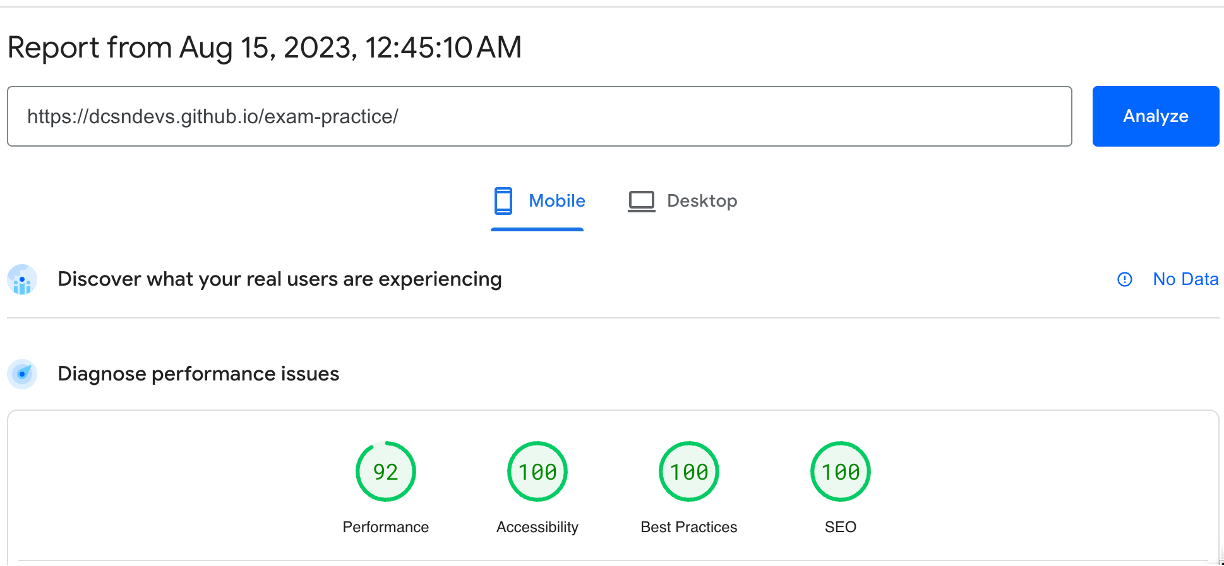 Report from Aug 15, 2023, 12:45:10 AM
https://dcsndevs.github.io/exam-practice/
Analyze
Mobile
Desktop
Discover what your real users are experiencing
No Data
Diagnose performance issues
92
100
100
100
Performance
Accessibility
Best Practices
SEO